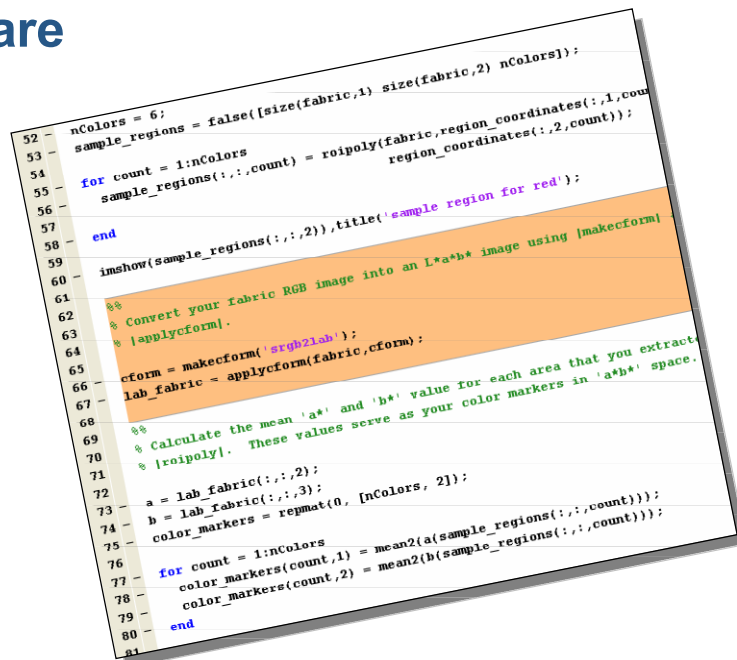 are
52 – nColors = 6;
53 – sample_regions = false([size(fabric,1) size(fabric,2) nColors]);
54
55 – for count = 1:nColors
56 – sample_regions(:,:,count) = roipoly(fabric,region_coordinates(:,1,cou
57 region_coordinates(:,2,count));
58 – end
59
60 – imshow(sample_regions(:,:,2)),title('sample region for red');
61
62 %%
63 % Convert your fabric RGB image into an L*a*b* image using |makecform|
64 % |applycform|.
65
66 – cform = makecform('srgb2lab');
67 – lab_fabric = applycform(fabric,cform);
68
69 %%
70 % Calculate the mean 'a*' and 'b*' value for each area that you extract
71 % |roipoly|. These values serve as your color markers in 'a*b*' space.
72
73 – a = lab_fabric(:,:,2);
74 – b = lab_fabric(:,:,3);
75 – color_markers = repmat(0, [nColors, 2]);
76
77 – for count = 1:nColors
78 – color_markers(count,1) = mean2(a(sample_regions(:,:,count)));
79 – color_markers(count,2) = mean2(b(sample_regions(:,:,count)));
80 – end
81